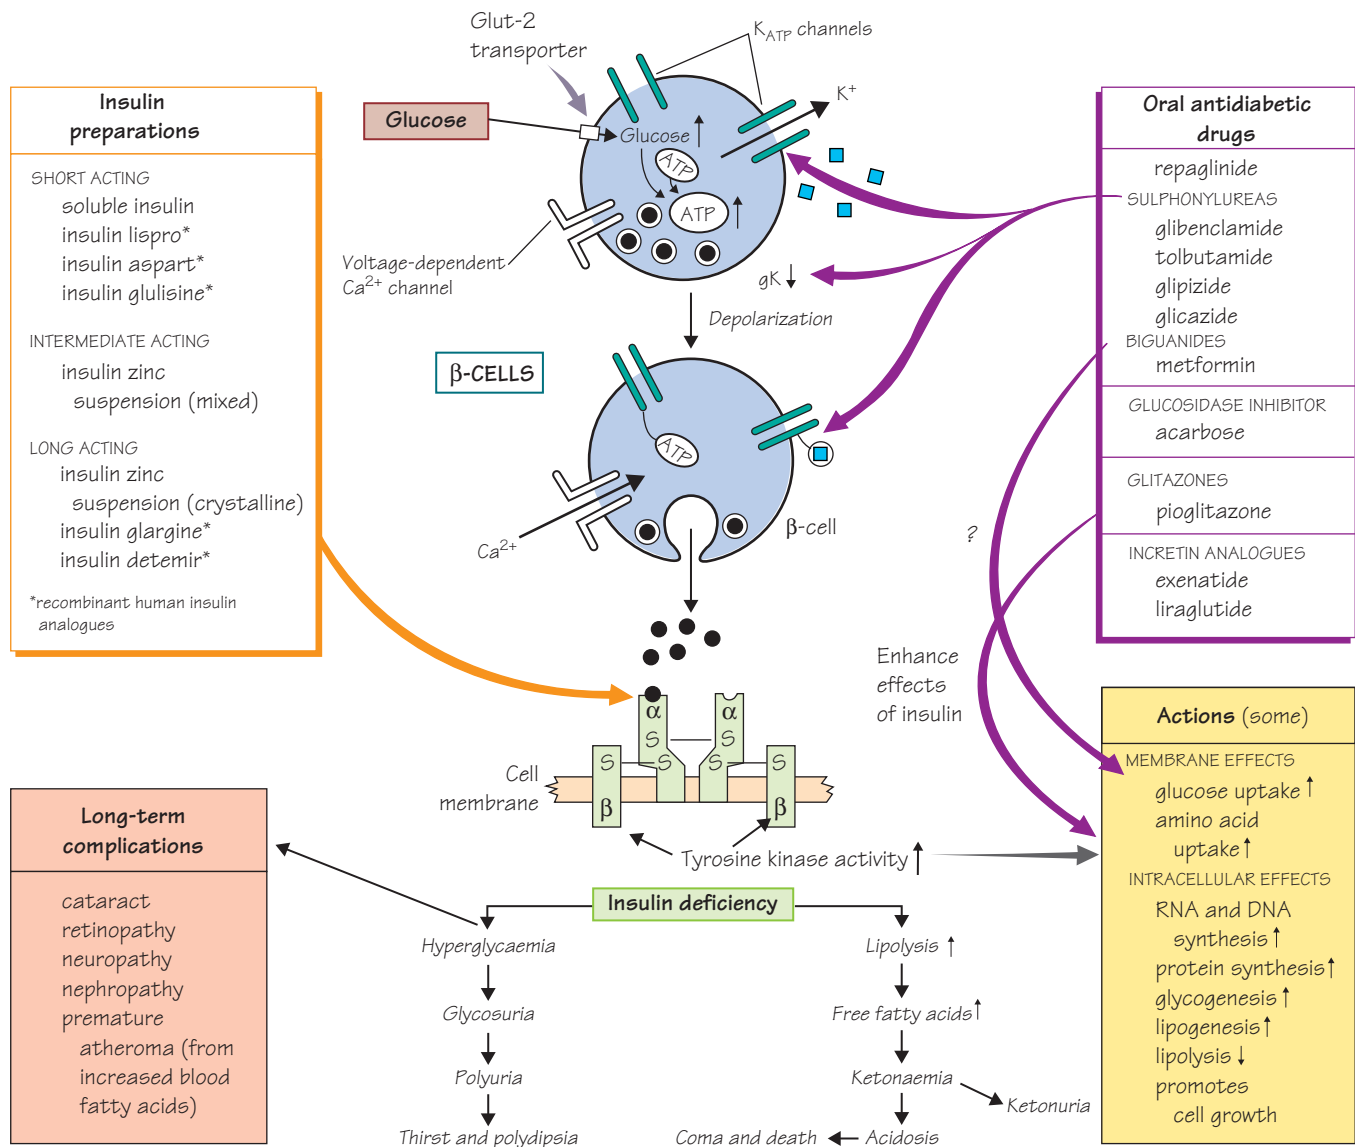 Glut-2
transporter
K_ATP channels
K⁺
Glucose
Glucose
ATP
ATP
Voltage-dependent
Ca²⁺ channel
gK
Depolarization
β-CELLS
ATP
Ca²⁺
β-cell
Insulin
preparations
SHORT ACTING
soluble insulin
insulin lispro*
insulin aspart*
insulin glulisine*
INTERMEDIATE ACTING
insulin zinc
suspension (mixed)
LONG ACTING
insulin zinc
suspension (crystalline)
insulin glargine*
insulin detemir*
*recombinant human insulin
analogues
Oral antidiabetic
drugs
repaglinide
SULPHONYLUREAS
glibenclamide
tolbutamide
glipizide
glicazide
BIGUANIDES
metformin
GLUCOSIDASE INHIBITOR
acarbose
GLITAZONES
pioglitazone
INCRETIN ANALOGUES
exenatide
liraglutide
?
Enhance
effects
of insulin
α
α
S
S
S
S
S
S
β
β
Cell
membrane
Tyrosine kinase activity
Actions (some)
MEMBRANE EFFECTS
glucose uptake
amino acid
uptake
INTRACELLULAR EFFECTS
RNA and DNA
synthesis
protein synthesis
glycogenesis
lipogenesis
lipolysis
promotes
cell growth
Long-term
complications
cataract
retinopathy
neuropathy
nephropathy
premature
atheroma (from
increased blood
fatty acids)
Insulin deficiency
Hyperglycaemia
Glycosuria
Polyuria
Thirst and polydipsia
Lipolysis
Free fatty acids
Ketonaemia
Ketonuria
Acidosis
Coma and death